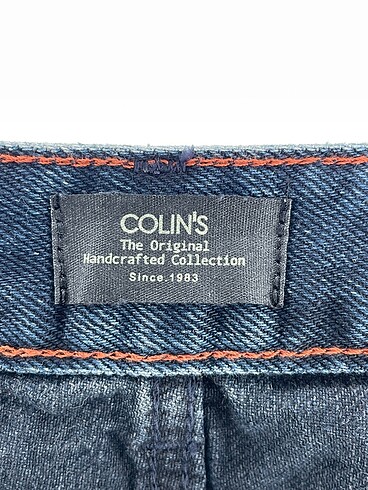 COLIN'S
The Original
Handcrafted Collection
Since.1983